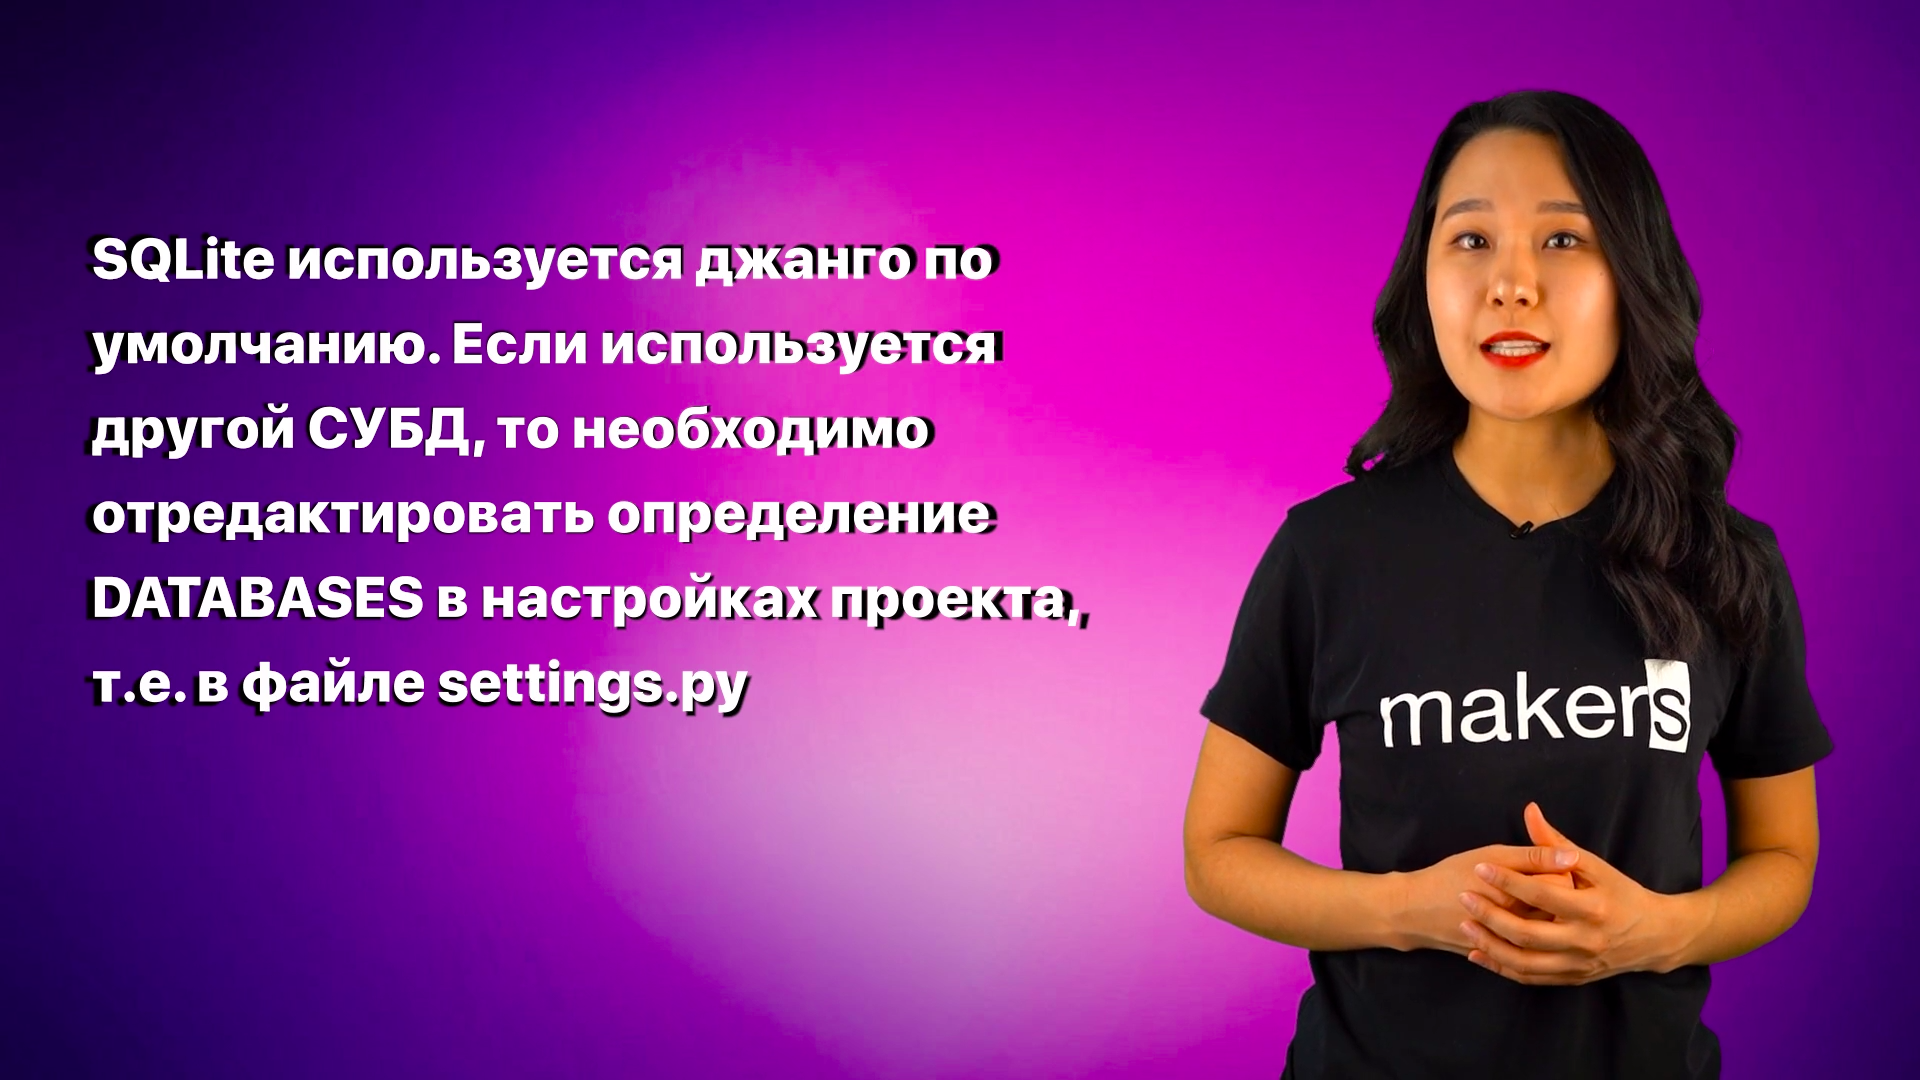 SQLite используется джанго по
умолчанию. Если используется
другой СУБД, то необходимо
отредактировать определение
DATABASES в настройках проекта,
т.е. в файле settings.py
makers